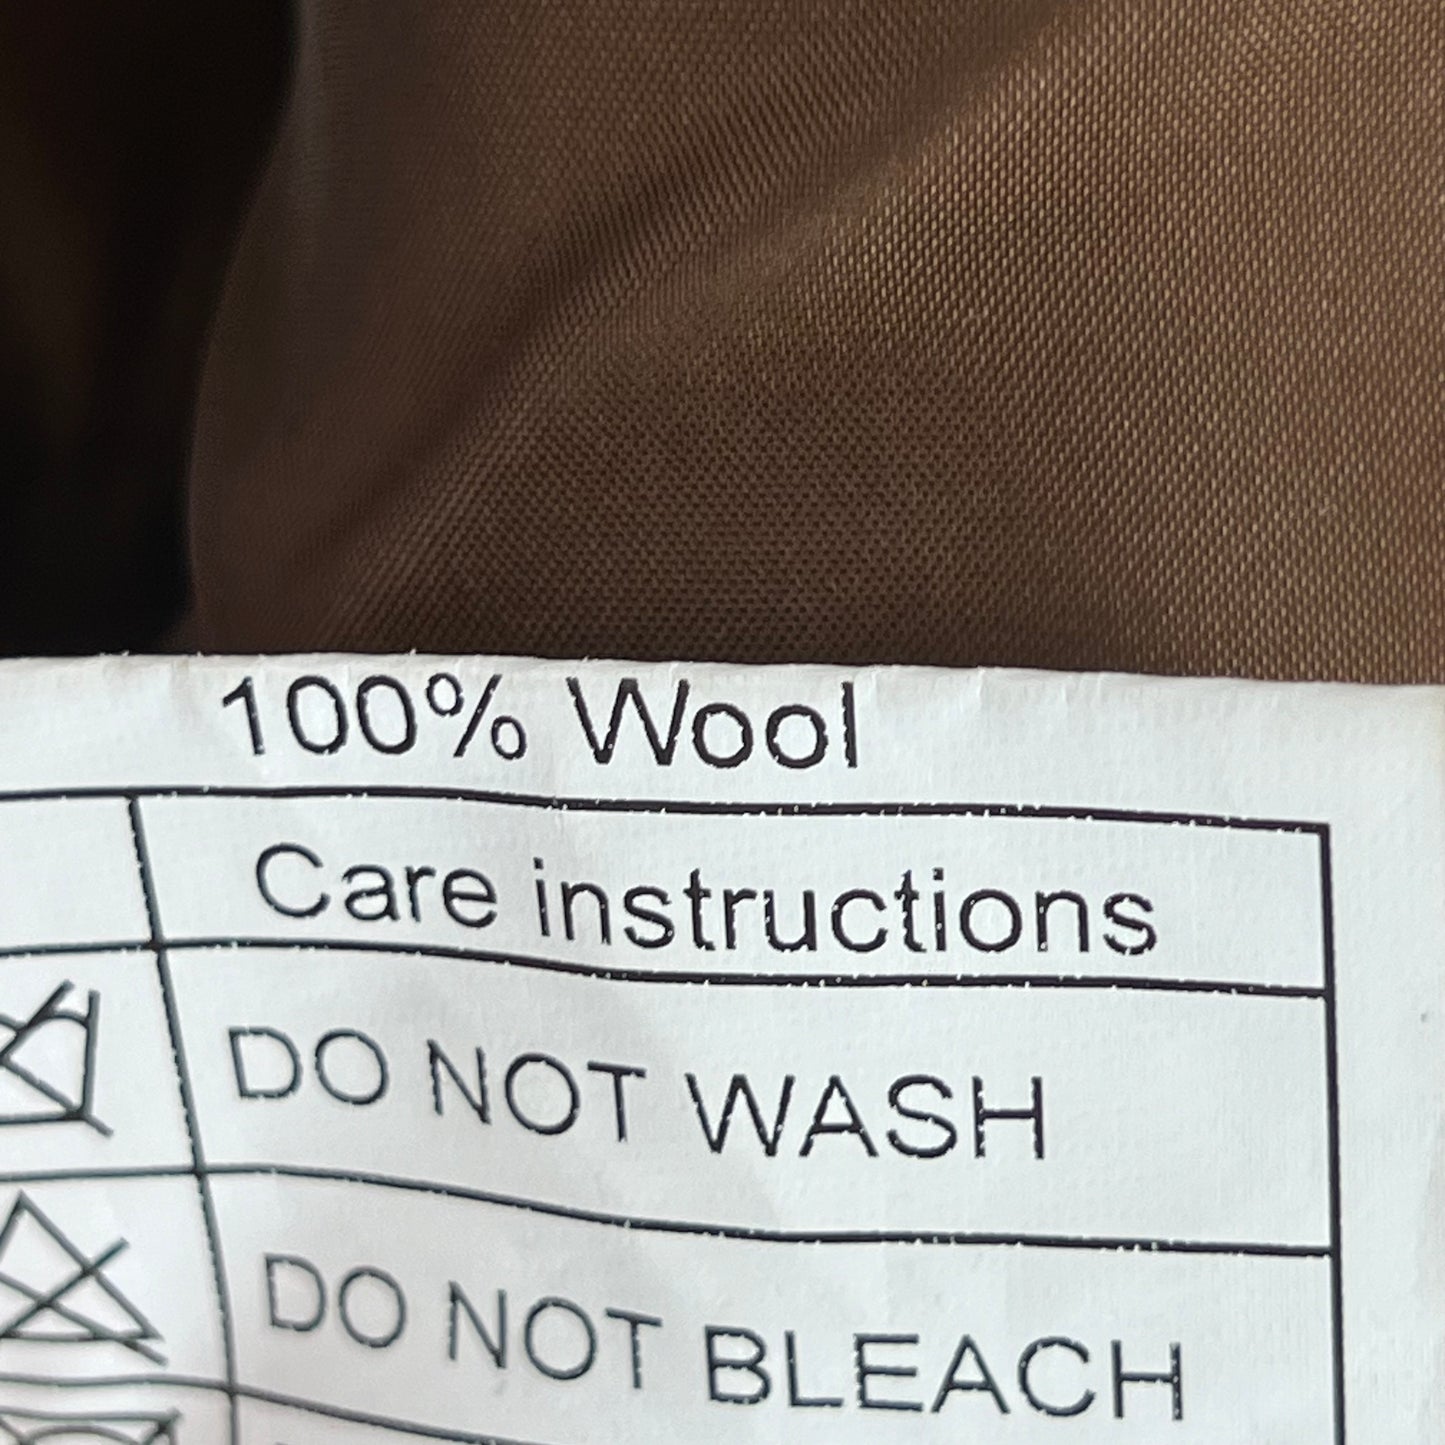 100% Wool
Care instructions
DO NOT WASH
DO NOT BLEACH